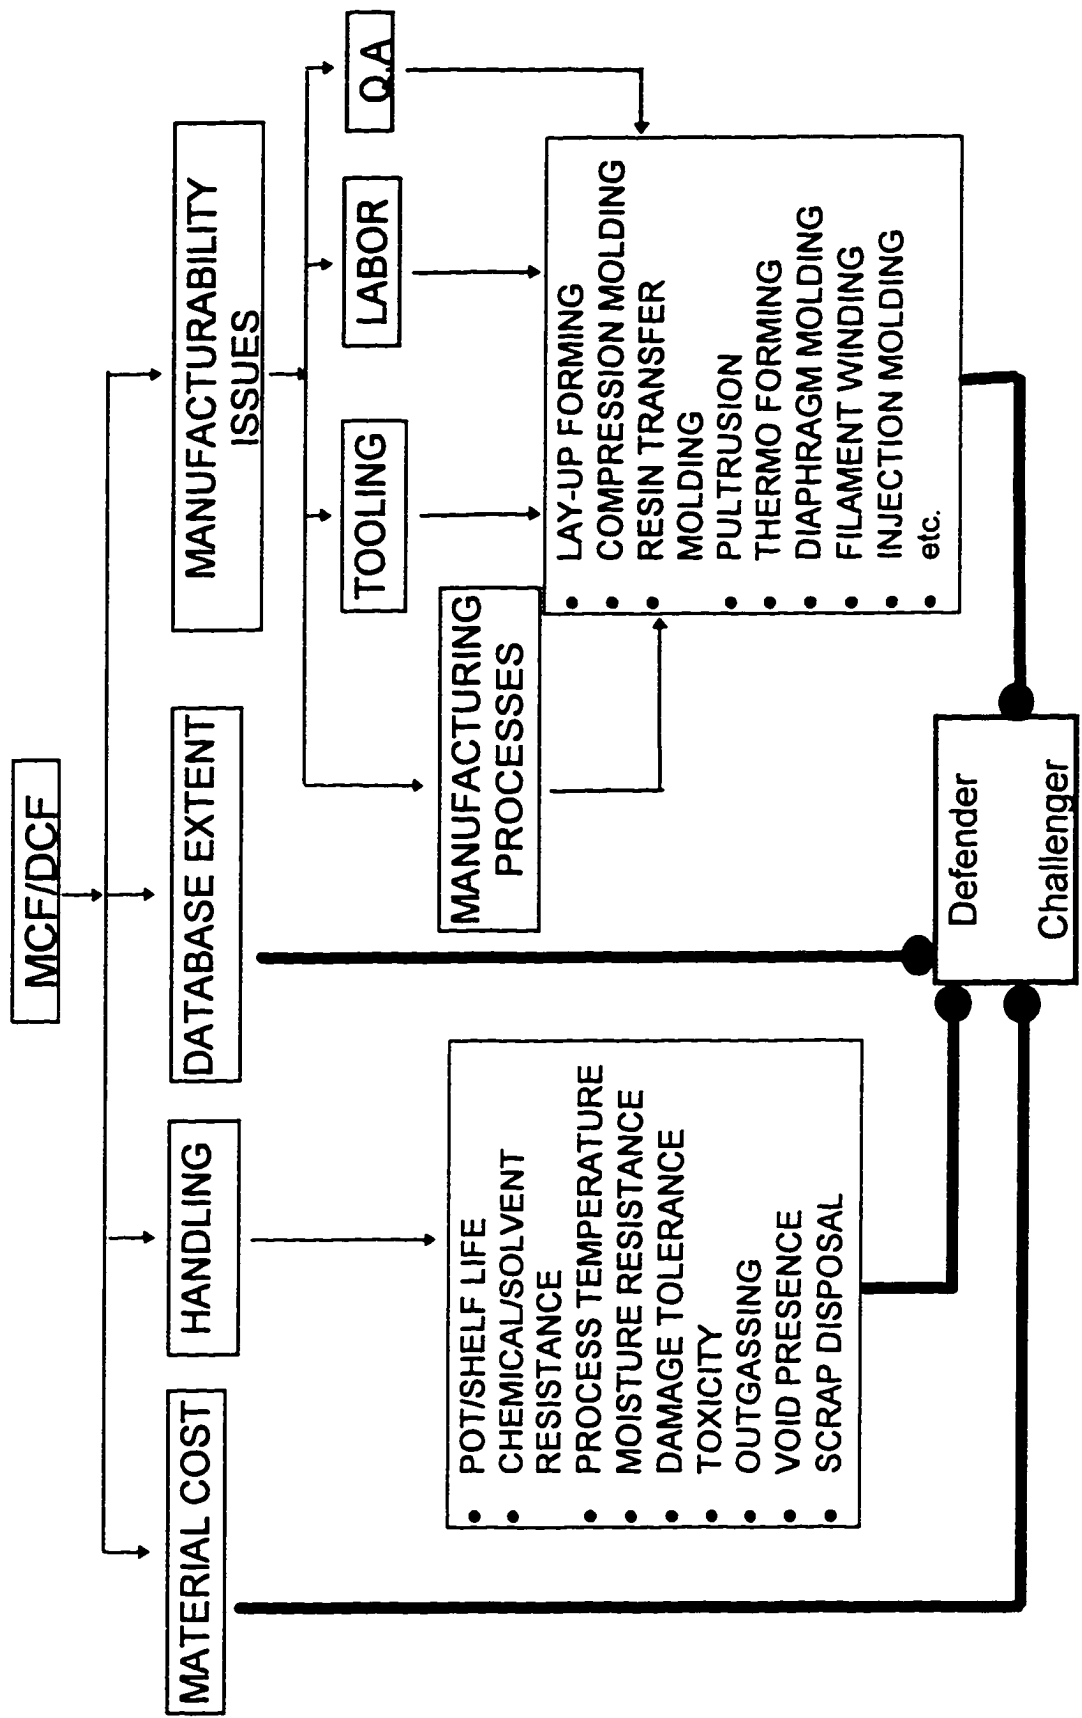 MCF/DCF
MATERIAL COST
HANDLING
DATABASE EXTENT
MANUFACTURABILITY
ISSUES
MANUFACTURING
PROCESSES
TOOLING
LABOR
Q.A
• POT/SHELF LIFE
• CHEMICAL/SOLVENT
RESISTANCE
• PROCESS TEMPERATURE
• MOISTURE RESISTANCE
• DAMAGE TOLERANCE
• TOXICITY
• OUTGASSING
• VOID PRESENCE
• SCRAP DISPOSAL
• LAY-UP FORMING
• COMPRESSION MOLDING
• RESIN TRANSFER
MOLDING
• PULTRUSION
• THERMO FORMING
• DIAPHRAGM MOLDING
• FILAMENT WINDING
• INJECTION MOLDING
• etc.
Defender
Challenger